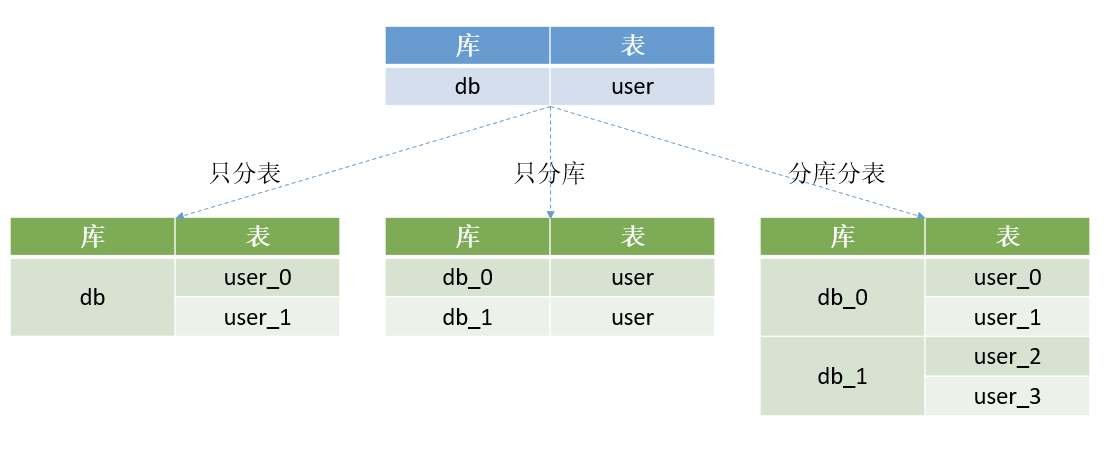 库 表
db user
只分表 只分库 分库分表
库 表 库 表 库 表
db user_0 db_0 user db_0 user_0
user_1 db_1 user user_1
db_1 user_2
user_3